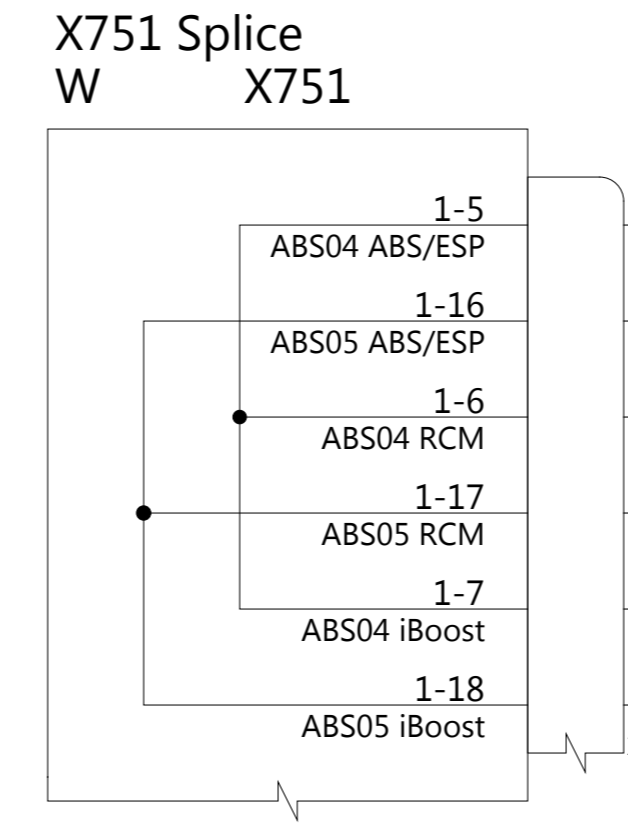 X751 Splice
W X751
1-5
ABS04 ABS/ESP
1-16
ABS05 ABS/ESP
1-6
ABS04 RCM
1-17
ABS05 RCM
1-7
ABS04 iBoost
1-18
ABS05 iBoost